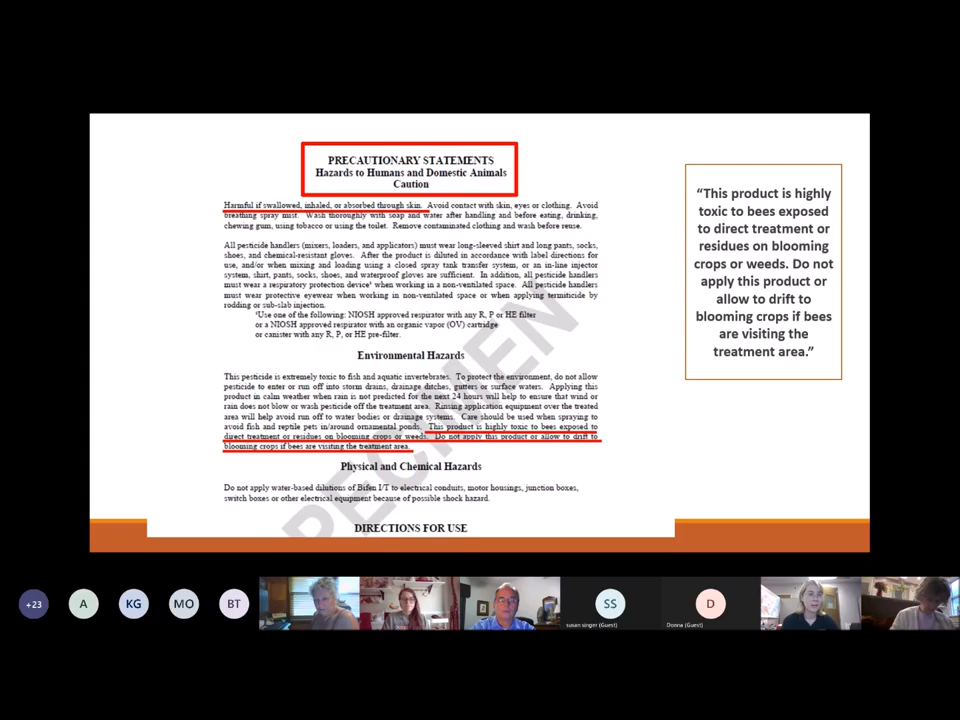 PRECAUTIONARY STATEMENTS
Hazards to Humans and Domestic Animals
Caution
Harmful if swallowed, inhaled, or absorbed through skin. Avoid contact with skin, eyes or clothing. Avoid
breathing spray mist. Wash thoroughly with soap and water after handling and before eating, drinking,
chewing gum, using tobacco or using the toilet. Remove contaminated clothing and wash before reuse.
All pesticide handlers (mixers, loaders, and applicators) must wear long-sleeved shirt and long pants, socks,
shoes, and chemical-resistant gloves. After the product is diluted in accordance with label directions for
use, and/or when mixing and loading using a closed spray tank transfer system, or an in-line injector
system, shirt, pants, socks, shoes, and waterproof gloves are sufficient. In addition, all pesticide handlers
must wear a respiratory protection device¹ when working in a non-ventilated space. All pesticide handlers
must wear protective eyewear when working in non-ventilated space or when applying termiticide by
rodding or sub-slab injection.
¹Use one of the following: NIOSH approved respirator with any R, P or HE filter
or a NIOSH approved respirator with an organic vapor (OV) cartridge
or canister with any R, P, or HE pre-filter.
Environmental Hazards
This pesticide is extremely toxic to fish and aquatic invertebrates. To protect the environment, do not allow
pesticide to enter or run off into storm drains, drainage ditches, gutters or surface waters. Applying this
product in calm weather when rain is not predicted for the next 24 hours will help to ensure that wind or
rain does not blow or wash pesticide off the treatment area. Rinsing application equipment over the treated
area will help avoid run off to water bodies or drainage systems. Care should be used when spraying to
avoid fish and reptile pets in/around ornamental ponds. This product is highly toxic to bees exposed to
direct treatment or residues on blooming crops or weeds. Do not apply this product or allow to drift to
blooming crops if bees are visiting the treatment area.
Physical and Chemical Hazards
Do not apply water-based dilutions of Bifen I/T to electrical conduits, motor housings, junction boxes,
switch boxes or other electrical equipment because of possible shock hazard.
DIRECTIONS FOR USE
PECIMEN
“This product is highly
toxic to bees exposed
to direct treatment or
residues on blooming
crops or weeds. Do not
apply this product or
allow to drift to
blooming crops if bees
are visiting the
treatment area.”
+23
A
KG
MO
BT
SS
susan singer (Guest)
D
Donna (Guest)